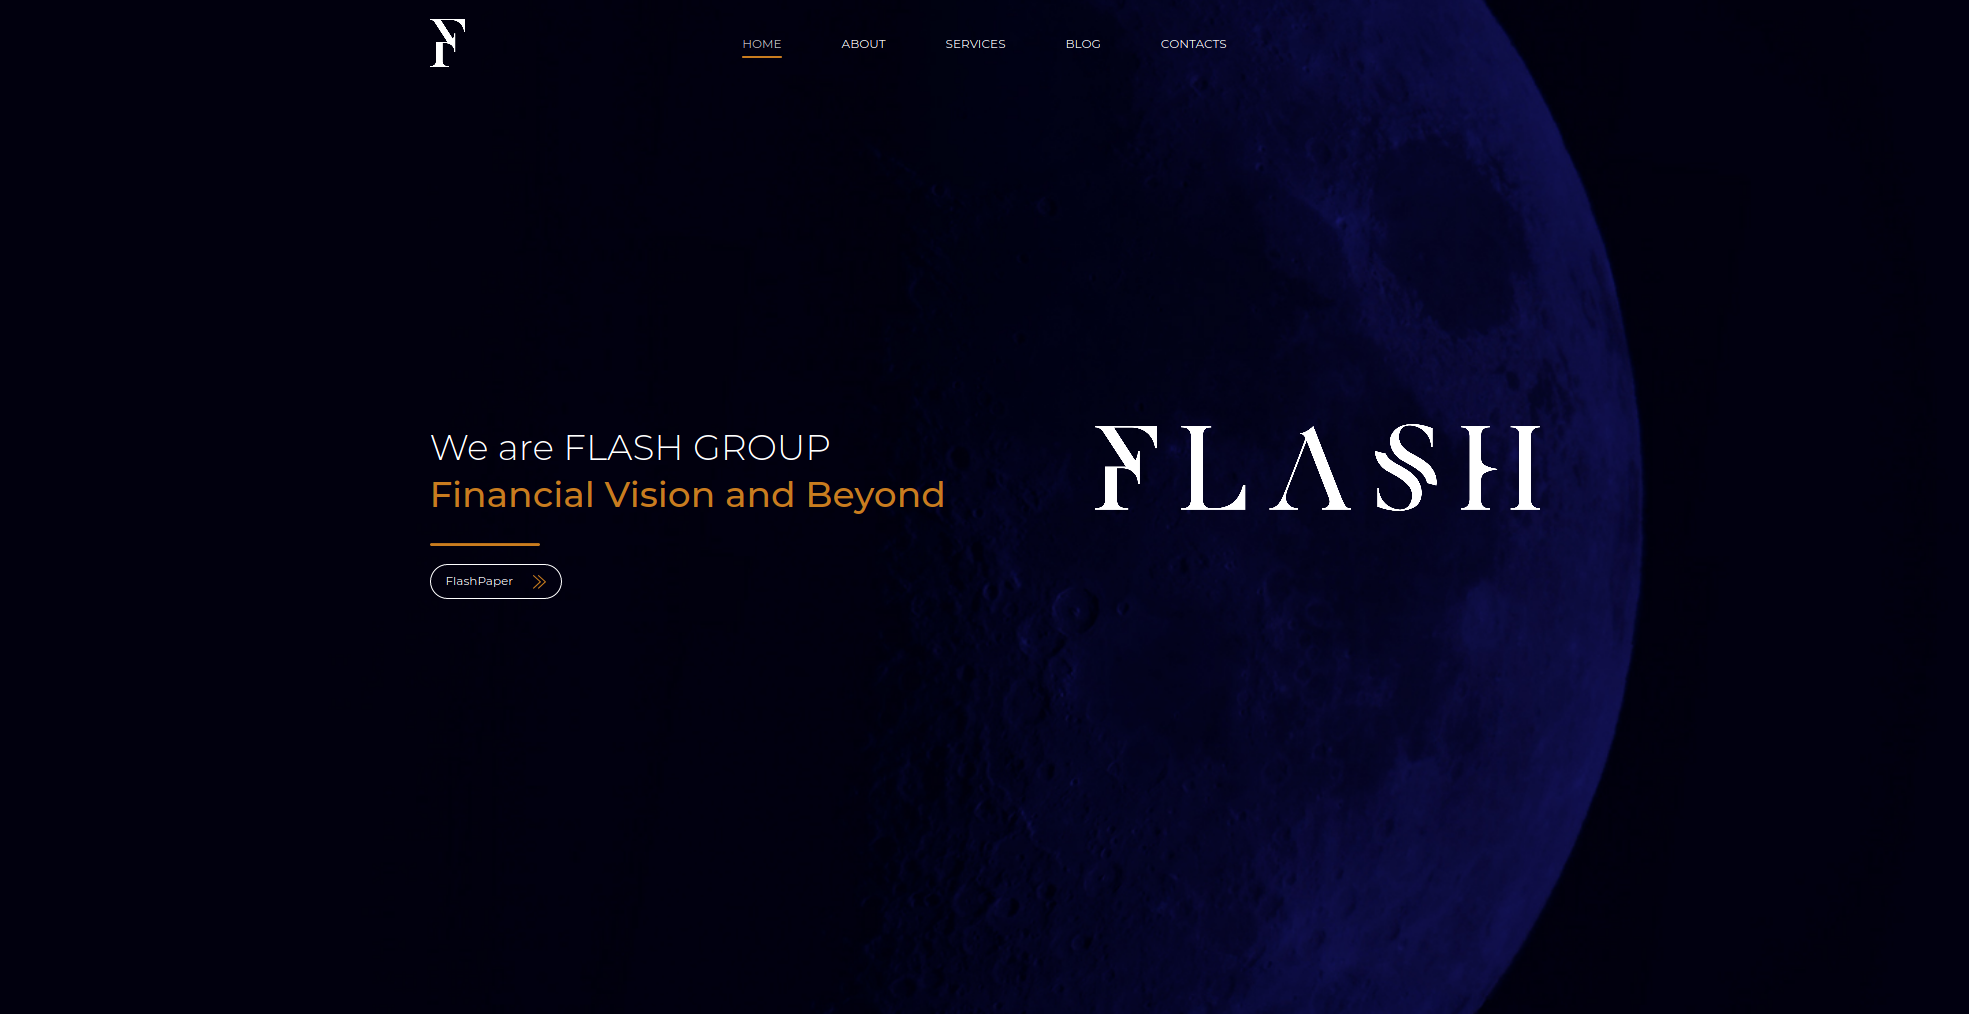 F
HOME
ABOUT
SERVICES
BLOG
CONTACTS
We are FLASH GROUP
Financial Vision and Beyond
FLASH
FlashPaper